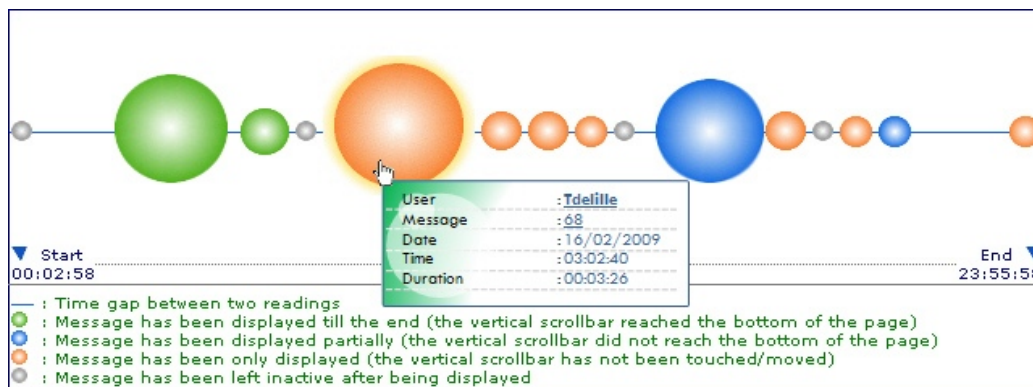 User : Tdelille
Message : 68
Date : 16/02/2009
Time : 03:02:40
Duration : 00:03:26
Start End
00:02:58 23:55:58
: Time gap between two readings
: Message has been displayed till the end (the vertical scrollbar reached the bottom of the page)
: Message has been displayed partially (the vertical scrollbar did not reach the bottom of the page)
: Message has been only displayed (the vertical scrollbar has not been touched/moved)
: Message has been left inactive after being displayed